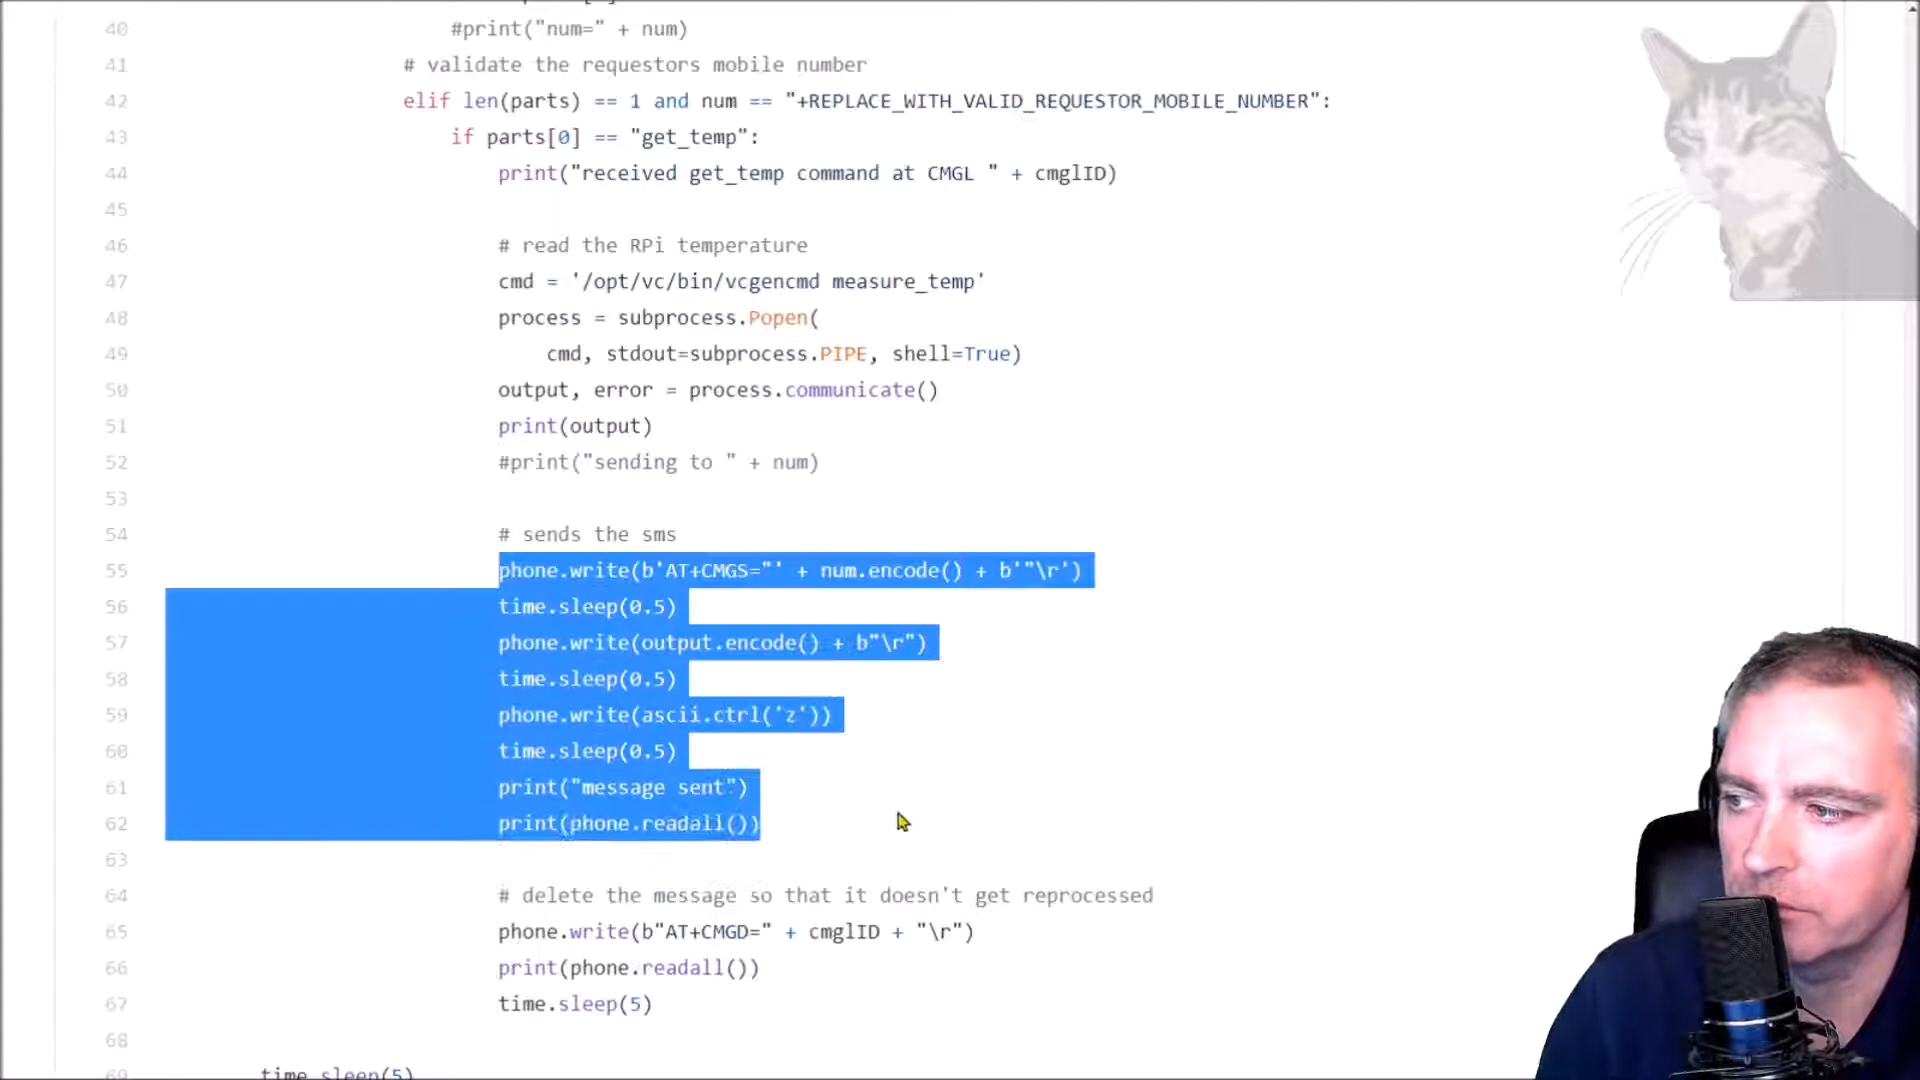 40 #print("num=" + num)
41 # validate the requestors mobile number
42 elif len(parts) == 1 and num == "+REPLACE_WITH_VALID_REQUESTOR_MOBILE_NUMBER":
43 if parts[0] == "get_temp":
44 print("received get_temp command at CMGL " + cmglID)
45
46 # read the RPi temperature
47 cmd = '/opt/vc/bin/vcgencmd measure_temp'
48 process = subprocess.Popen(
49 cmd, stdout=subprocess.PIPE, shell=True)
50 output, error = process.communicate()
51 print(output)
52 #print("sending to " + num)
53
54 # sends the sms
55 phone.write(b'AT+CMGS="' + num.encode() + b'"\r')
56 time.sleep(0.5)
57 phone.write(output.encode() + b"\r")
58 time.sleep(0.5)
59 phone.write(ascii.ctrl('z'))
60 time.sleep(0.5)
61 print("message sent")
62 print(phone.readall())
63
64 # delete the message so that it doesn't get reprocessed
65 phone.write(b"AT+CMGD=" + cmglID + "\r")
66 print(phone.readall())
67 time.sleep(5)
68
69 time.sleep(5)